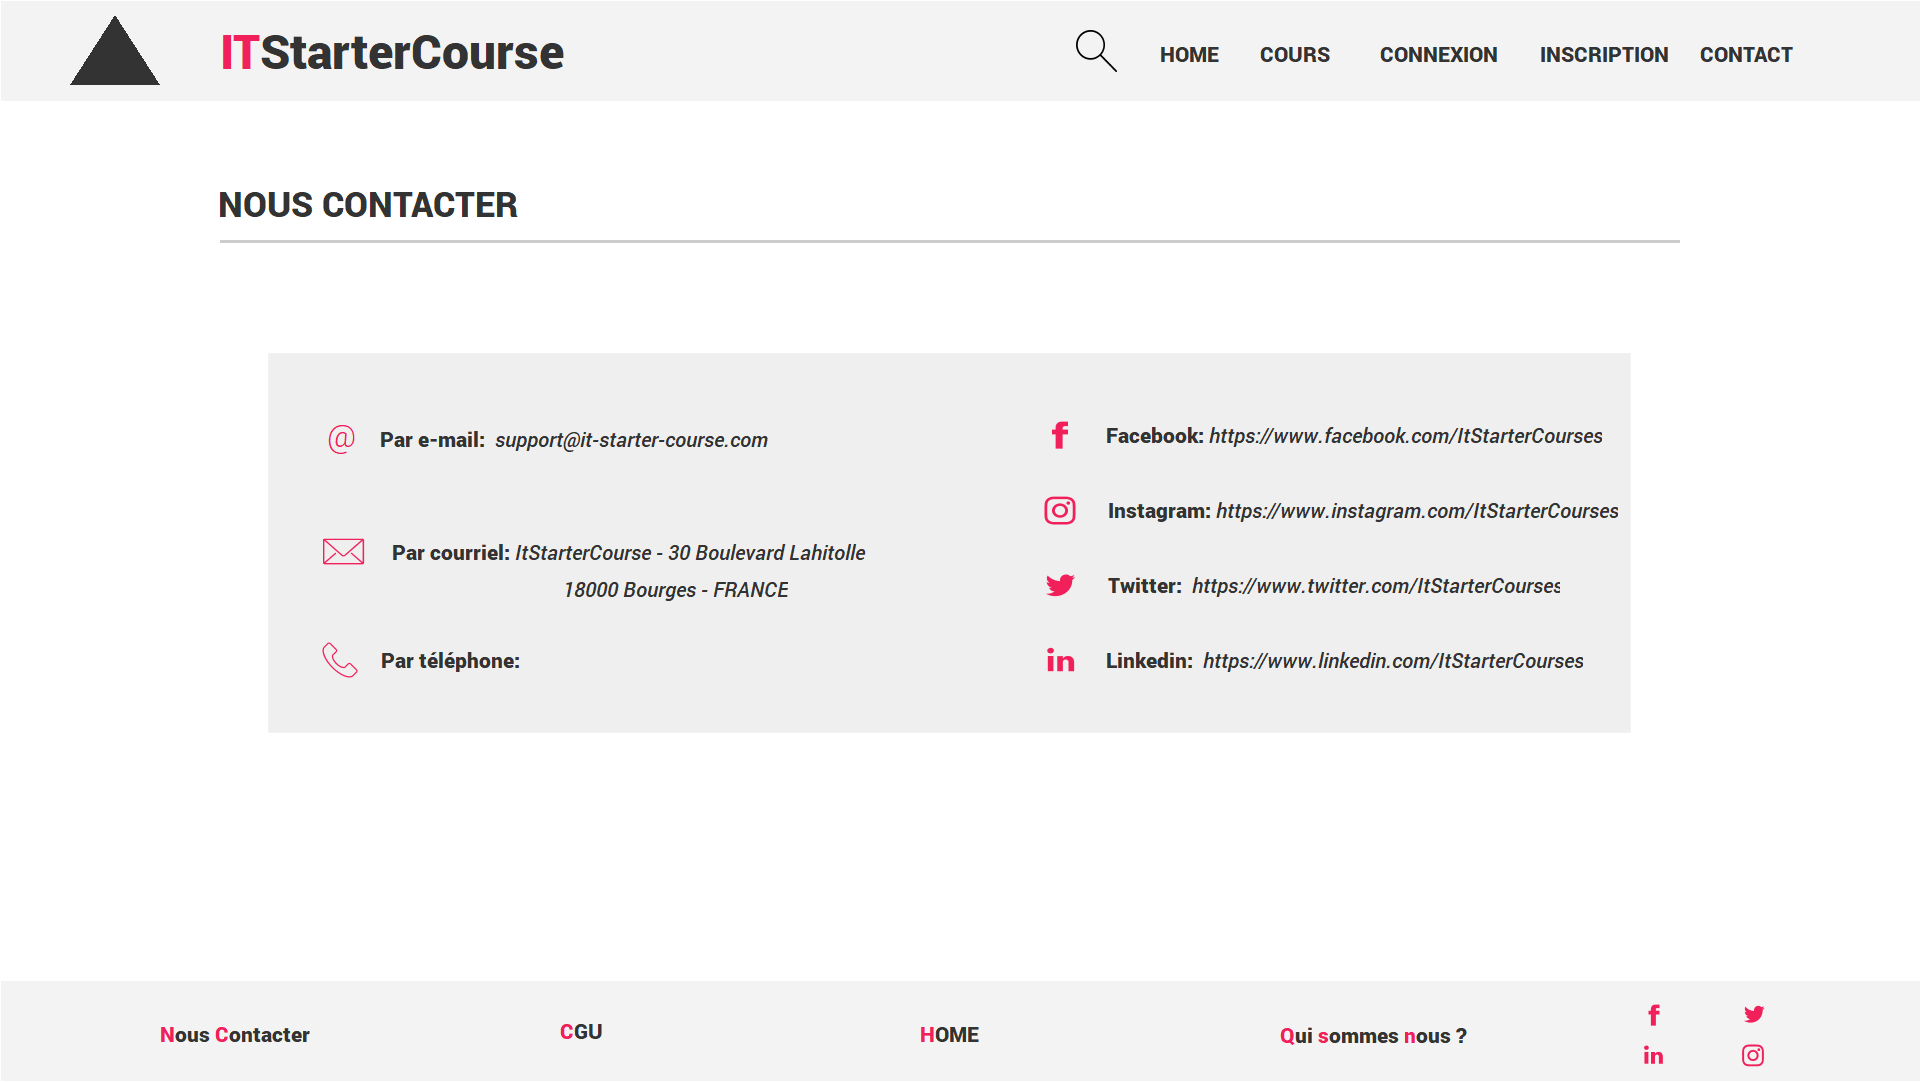 ITStarterCourse
HOME COURS CONNEXION INSCRIPTION CONTACT
NOUS CONTACTER
@ Par e-mail: support@it-starter-course.com
Par courriel: ItStarterCourse - 30 Boulevard Lahitolle
18000 Bourges - FRANCE
Par téléphone:
Facebook: https://www.facebook.com/ItStarterCourses
Instagram: https://www.instagram.com/ItStarterCourses
Twitter: https://www.twitter.com/ItStarterCourses
in Linkedin: https://www.linkedin.com/ItStarterCourses
Nous Contacter
CGU
HOME
Qui sommes nous ?